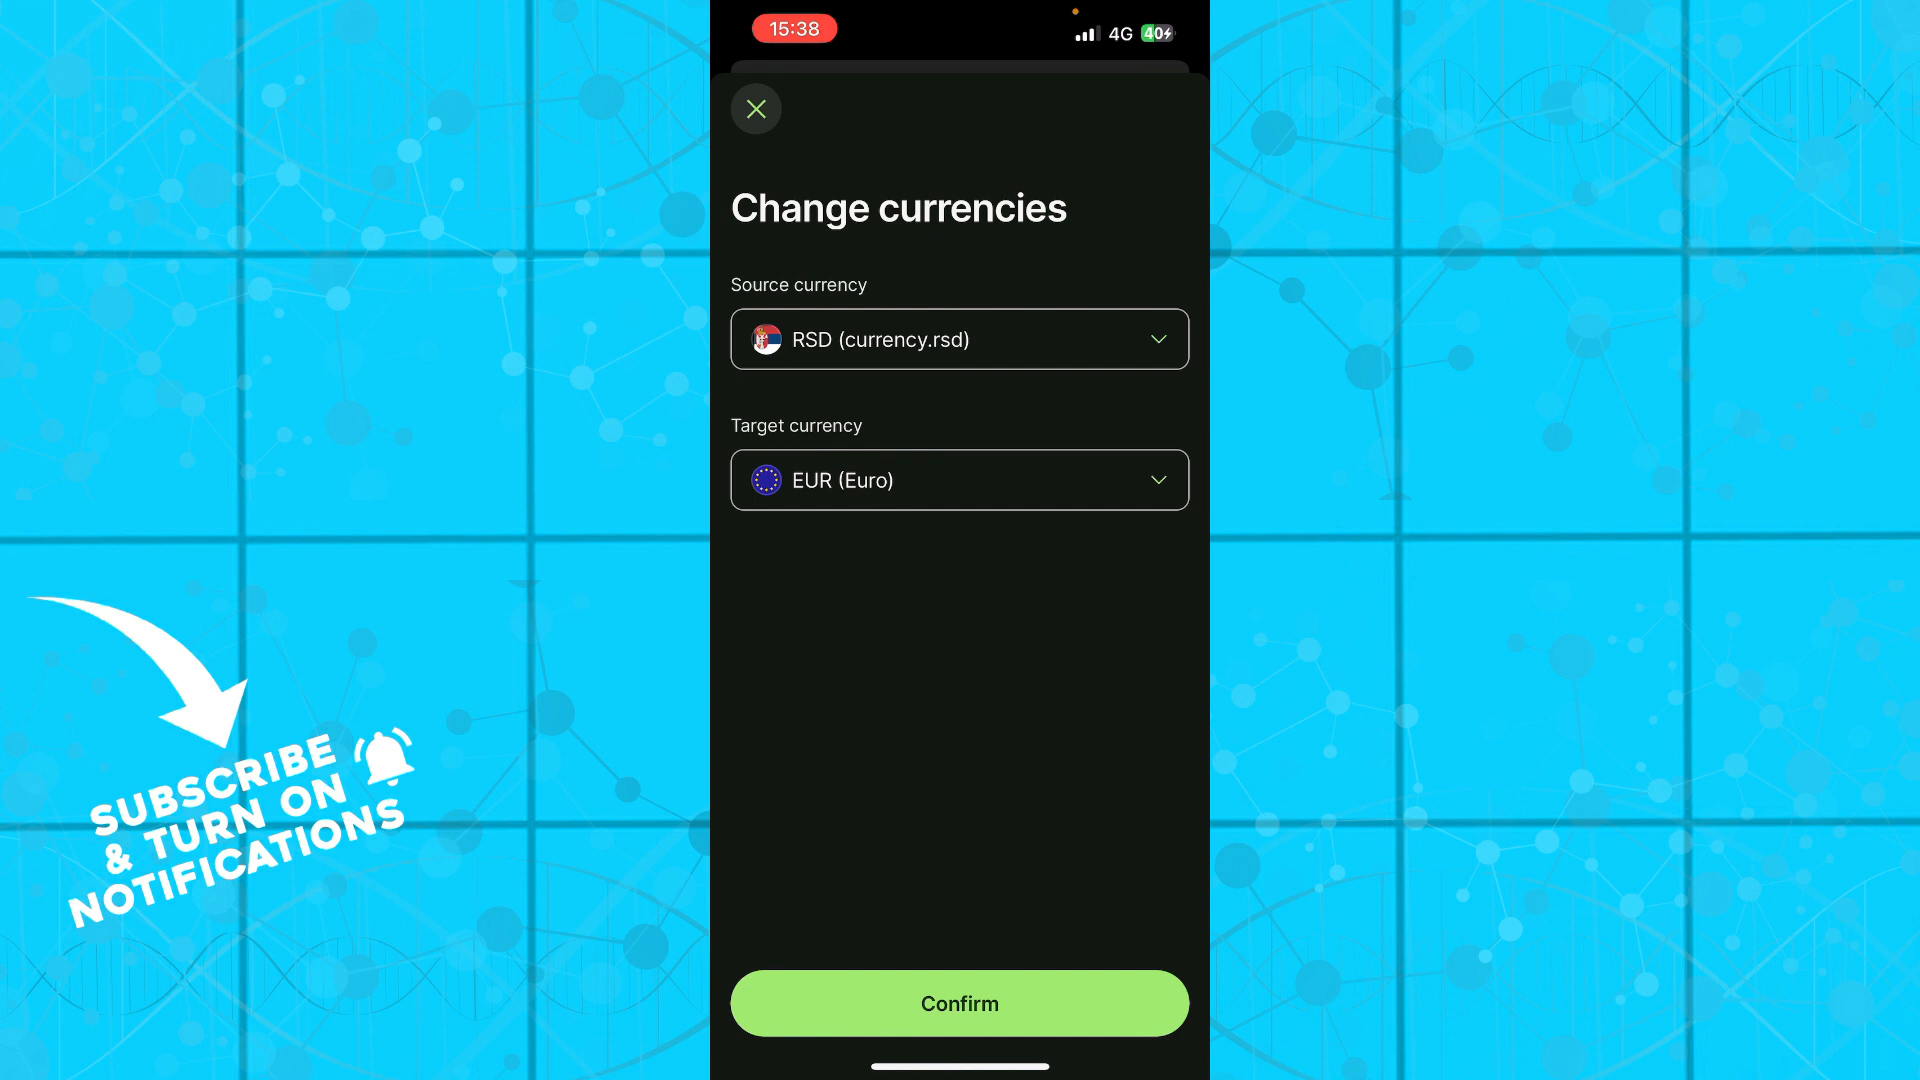 15:38
4G
40
Change currencies
Source currency
RSD (currency.rsd)
Target currency
EUR (Euro)
Confirm
SUBSCRIBE
& TURN ON
NOTIFICATIONS